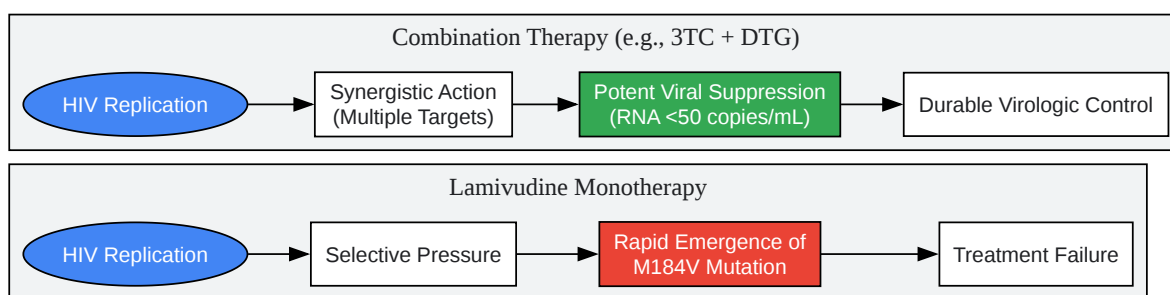 Combination Therapy (e.g., 3TC + DTG)
HIV Replication
Synergistic Action
(Multiple Targets)
Potent Viral Suppression
(RNA <50 copies/mL)
Durable Virologic Control
Lamivudine Monotherapy
HIV Replication
Selective Pressure
Rapid Emergence of
M184V Mutation
Treatment Failure